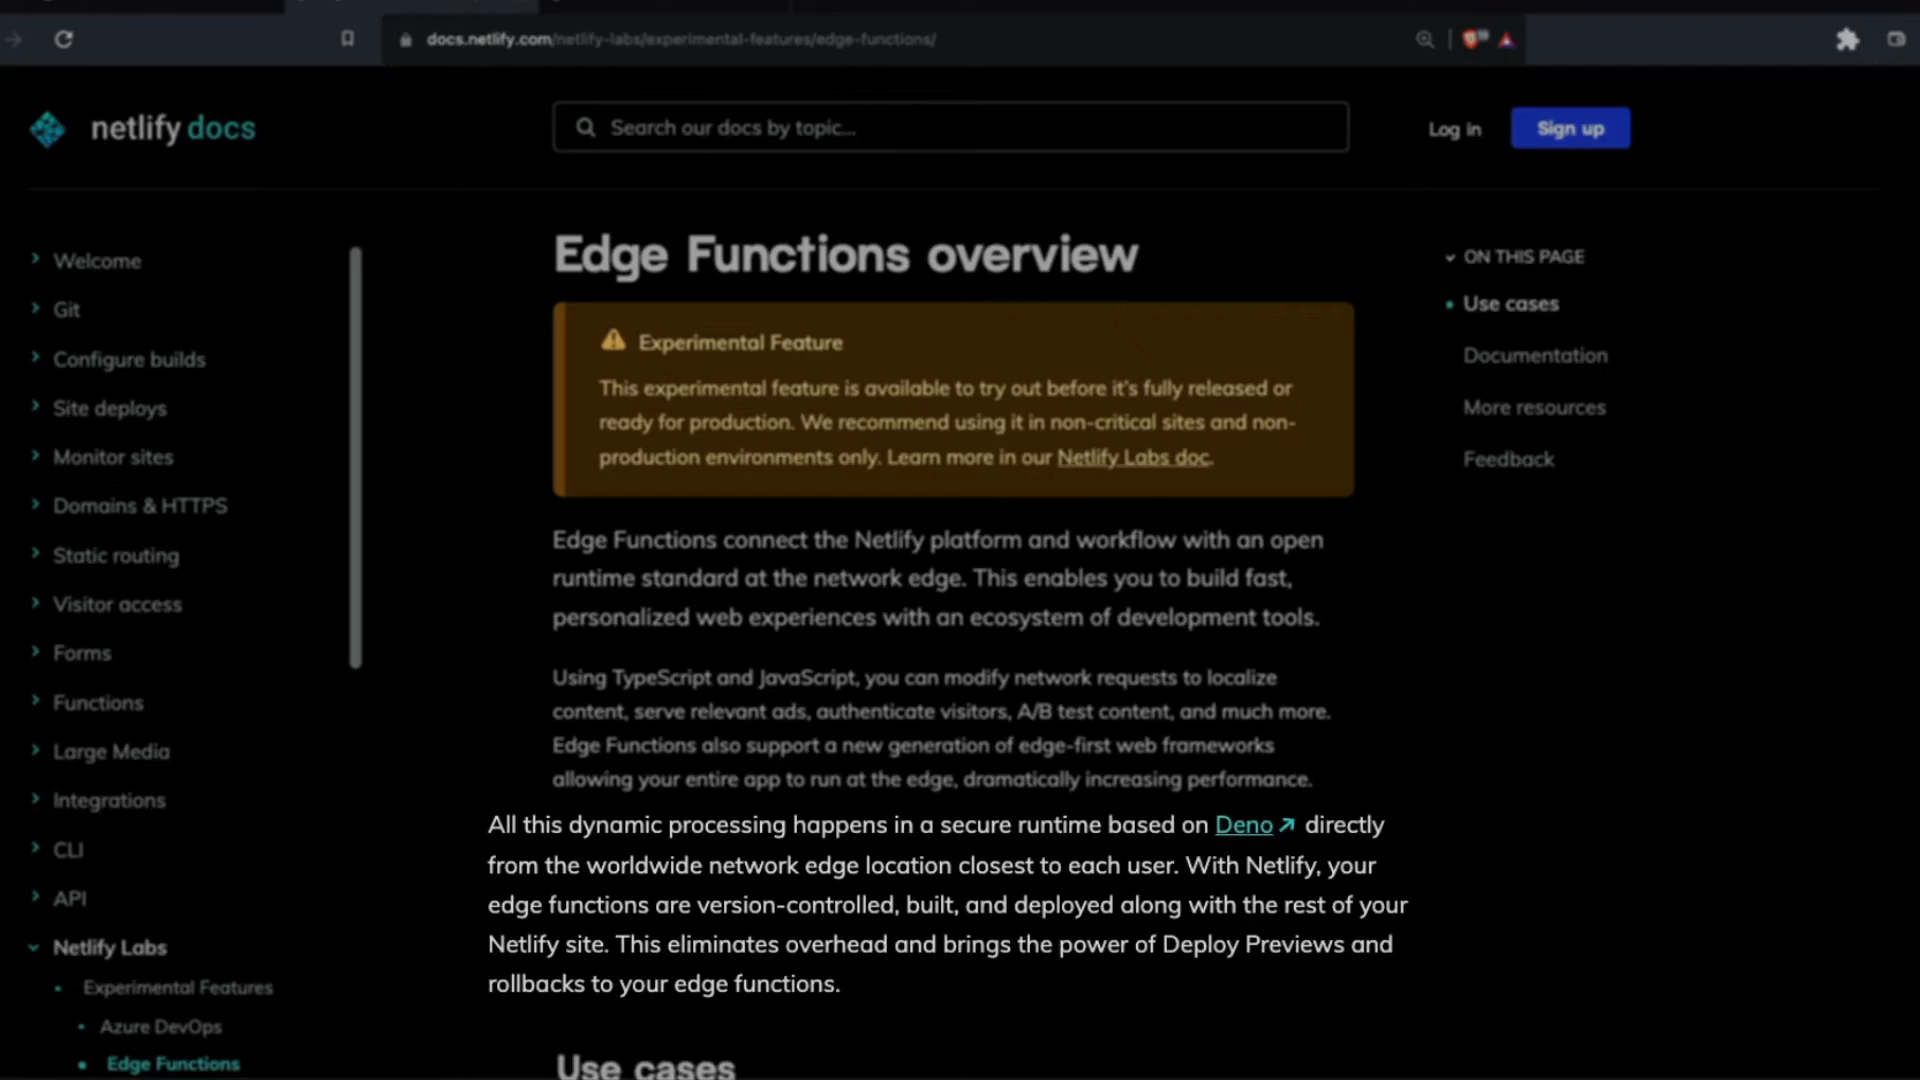 docs.netlify.com/netlify-labs/experimental-features/edge-functions/
netlify docs
Search our docs by topic...
Log in
Sign up
Welcome
Git
Configure builds
Site deploys
Monitor sites
Domains & HTTPS
Static routing
Visitor access
Forms
Functions
Large Media
Integrations
CLI
API
Netlify Labs
Experimental Features
Azure DevOps
Edge Functions
Edge Functions overview
Experimental Feature
This experimental feature is available to try out before it's fully released or
ready for production. We recommend using it in non-critical sites and non-
production environments only. Learn more in our Netlify Labs doc.
Edge Functions connect the Netlify platform and workflow with an open
runtime standard at the network edge. This enables you to build fast,
personalized web experiences with an ecosystem of development tools.
Using TypeScript and JavaScript, you can modify network requests to localize
content, serve relevant ads, authenticate visitors, A/B test content, and much more.
Edge Functions also support a new generation of edge-first web frameworks
allowing your entire app to run at the edge, dramatically increasing performance.
All this dynamic processing happens in a secure runtime based on Deno directly
from the worldwide network edge location closest to each user. With Netlify, your
edge functions are version-controlled, built, and deployed along with the rest of your
Netlify site. This eliminates overhead and brings the power of Deploy Previews and
rollbacks to your edge functions.
Use cases
ON THIS PAGE
Use cases
Documentation
More resources
Feedback